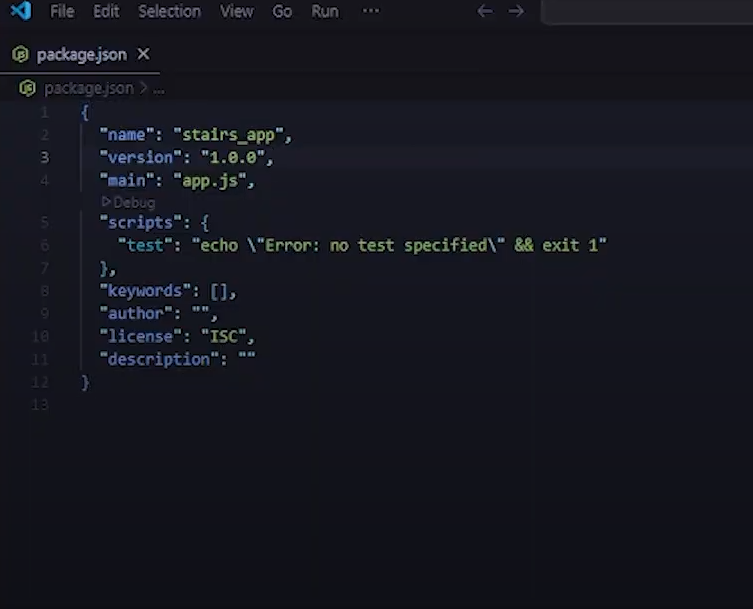 File Edit Selection View Go Run ...
package.json
package.json > ...
1 {
2 "name": "stairs_app",
3 "version": "1.0.0",
4 "main": "app.js",
Debug
5 "scripts": {
6 "test": "echo \"Error: no test specified\" && exit 1"
7 },
8 "keywords": [],
9 "author": "",
10 "license": "ISC",
11 "description": ""
12 }
13